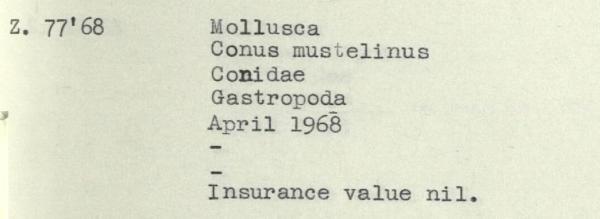 Z. 77'68 Mollusca
Conus mustelinus
Conidae
Gastropoda
April 1968
-
-
Insurance value nil.